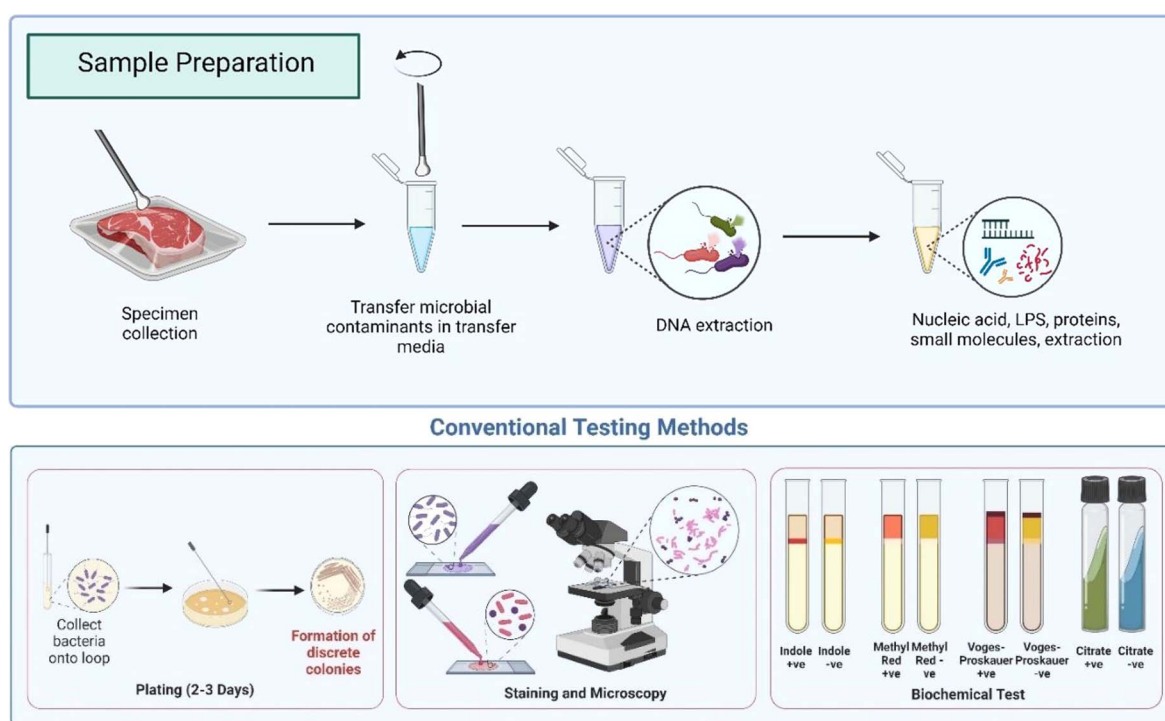 Sample Preparation
Specimen
collection
Transfer microbial
contaminants in transfer
media
DNA extraction
Nucleic acid, LPS, proteins,
small molecules, extraction
Conventional Testing Methods
Collect
bacteria
onto loop
Formation of
discrete
colonies
Plating (2-3 Days)
Staining and Microscopy
Indole
+ve
Indole
-ve
Methyl
Red
+ve
Methyl
Red -
ve
Voges-
Proskauer
+ve
Voges-
Proskauer
-ve
Citrate
+ve
Citrate
-ve
Biochemical Test